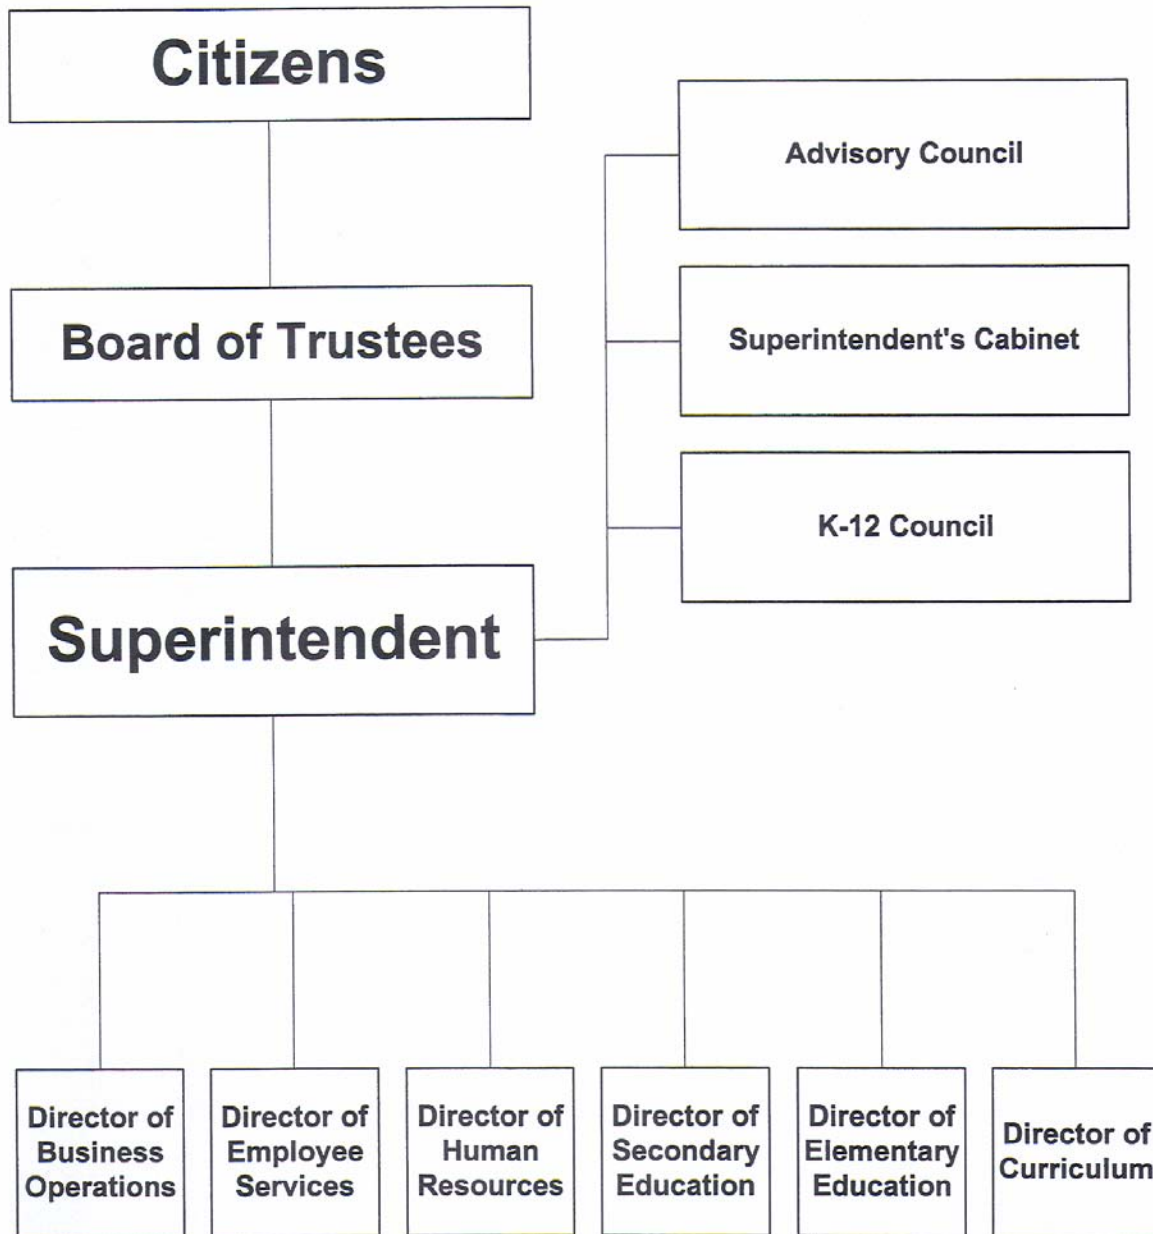 Citizens
Advisory Council
Board of Trustees
Superintendent's Cabinet
K-12 Council
Superintendent
Director of
Business
Operations
Director of
Employee
Services
Director of
Human
Resources
Director of
Secondary
Education
Director of
Elementary
Education
Director of
Curriculum